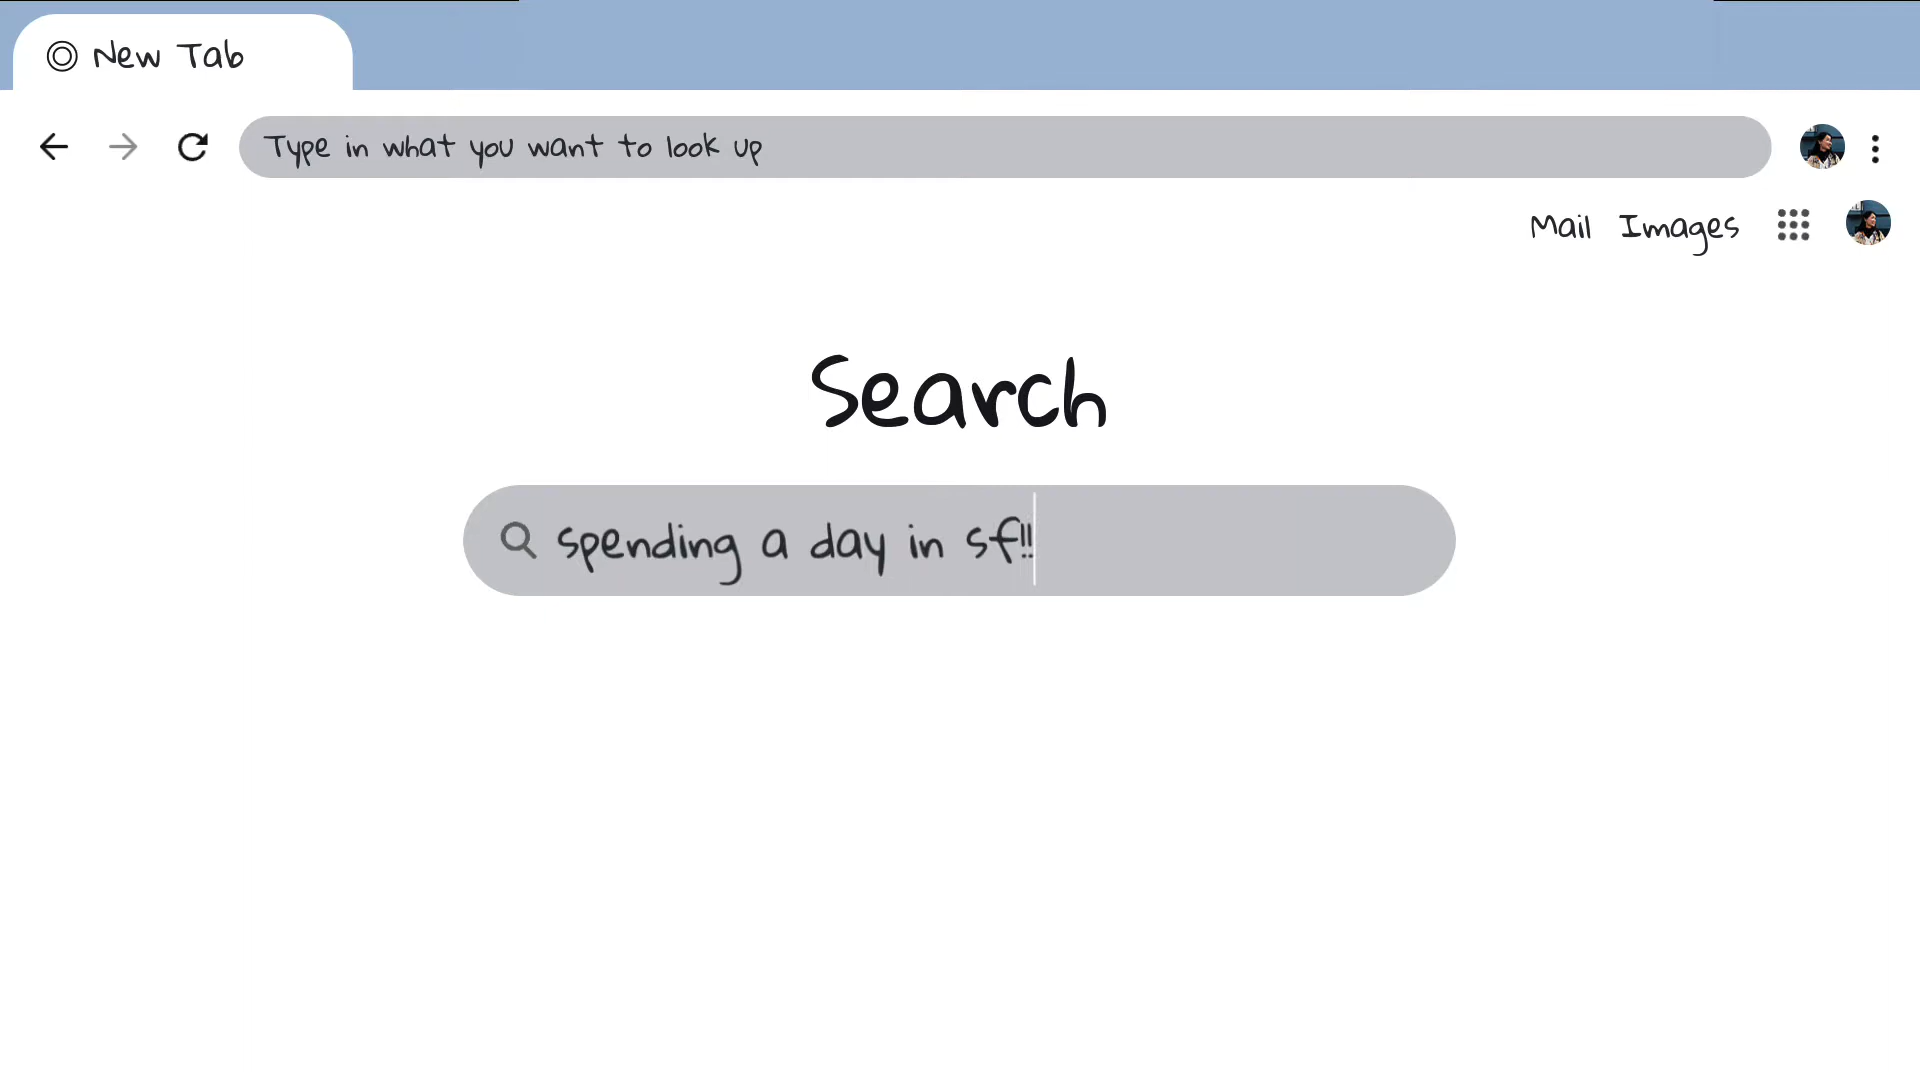 New Tab
Type in what you want to look up
Mail Images
Search
spending a day in sf!!